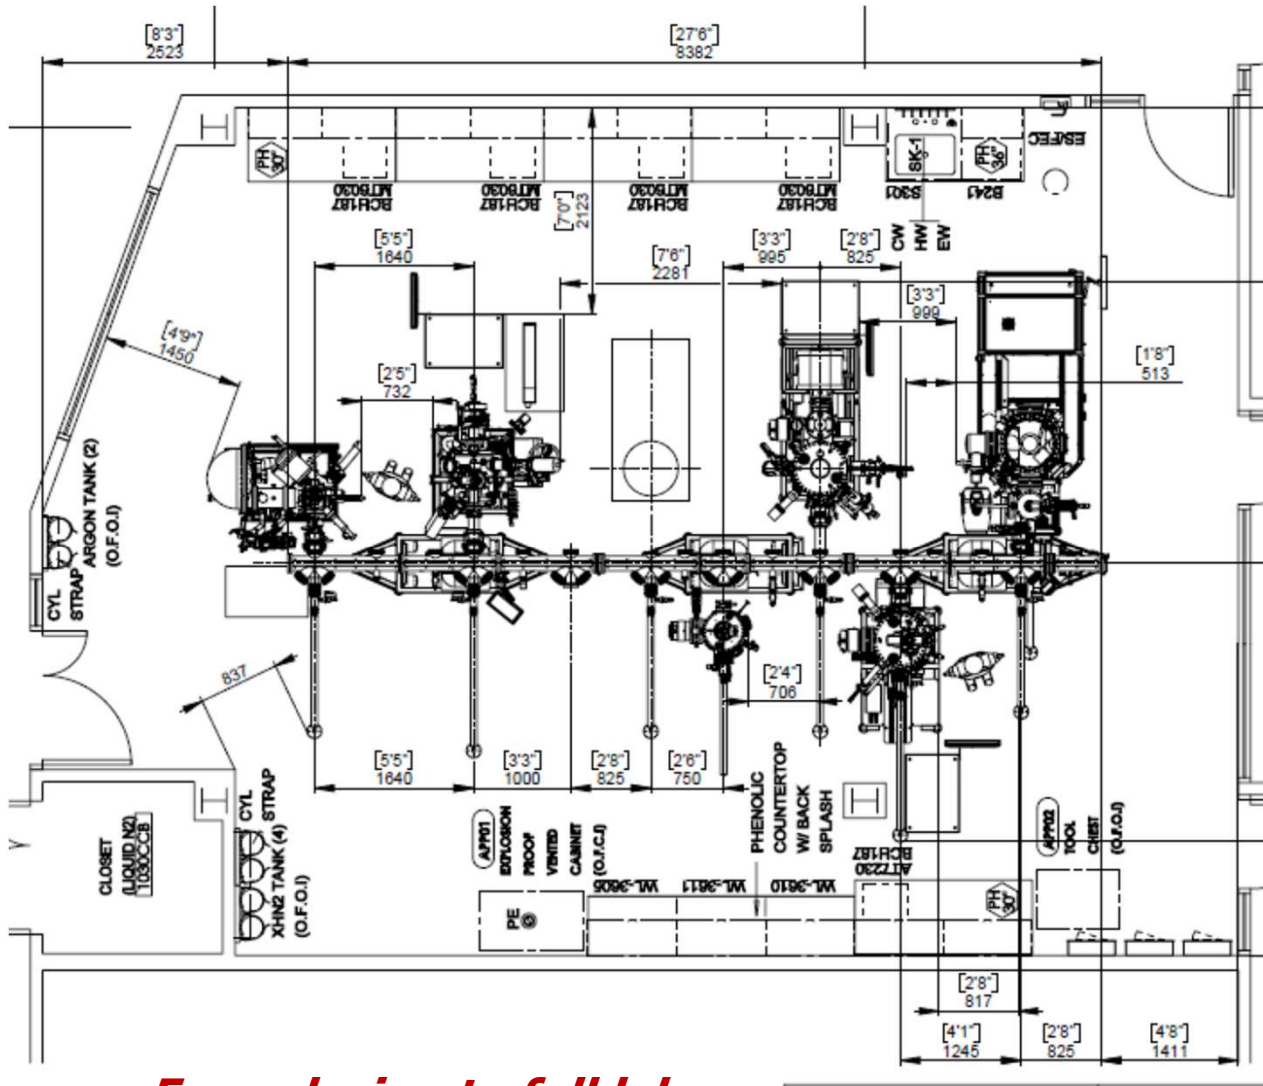 [8'3"]
2523
[27'6"]
8382
PH
30"
BCH187
MT6030
BCH187
MT6030
BCH187
MT6030
BCH187
MT6030
[7'0"]
2123
SK-1
PH
36"
S301
B241
ES/FEC
CW
HW
EW
[5'5"]
1640
[7'6"]
2281
[3'3"]
995
[2'8"]
825
[3'3"]
999
[1'8"]
513
[4'9"]
1450
[2'5"]
732
ARGON TANK (2)
(O.F.O.I)
CYL
STRAP
837
[2'4"]
706
[5'5"]
1640
[3'3"]
1000
[2'8"]
825
[2'6"]
750
CLOSET
(LIQUID N2)
1030CCB
CYL
STRAP
XHN2 TANK (4)
(O.F.O.I)
APP01
EXPLOSION
PROOF
VENTED
CABINET
(O.F.C.I)
PHENOLIC
COUNTERTOP
W/ BACK
SPLASH
BCH187
AT7230
APP02
TOOL
CHEST
(O.F.O.I)
WL-3605
WL-3611
WL-3610
PE
PH
30"
[2'8"]
817
[4'1"]
1245
[2'8"]
825
[4'8"]
1411